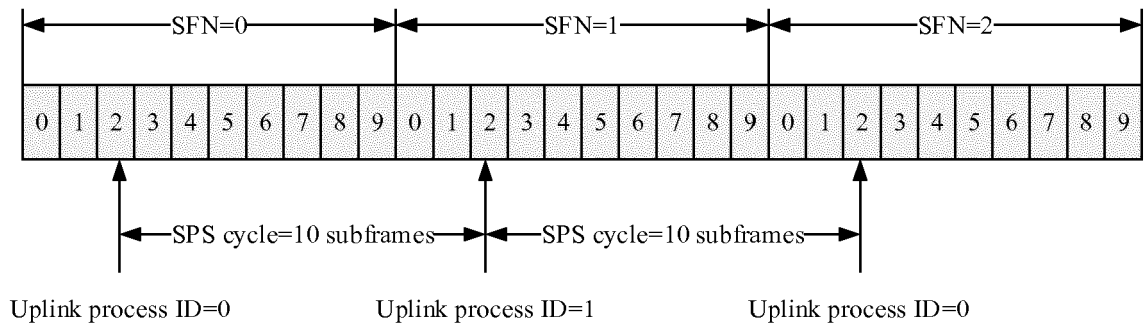 SFN=0 SFN=1 SFN=2
0 1 2 3 4 5 6 7 8 9 0 1 2 3 4 5 6 7 8 9 0 1 2 3 4 5 6 7 8 9
SPS cycle=10 subframes SPS cycle=10 subframes
Uplink process ID=0 Uplink process ID=1 Uplink process ID=0